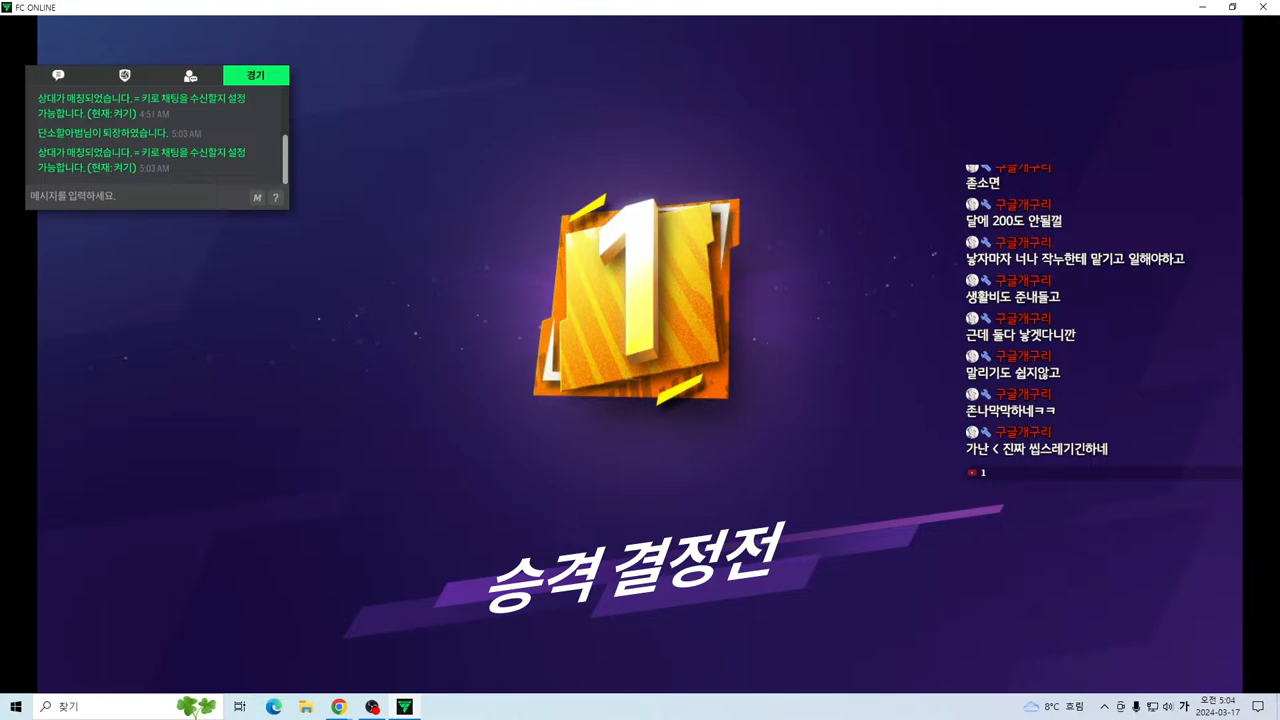 FC ONLINE
경기
상대가 매칭되었습니다. = 키로 채팅을 수신할지 설정
가능합니다. (현재: 켜기) 4:51 AM
단소할아범님이 퇴장하였습니다. 5:03 AM
상대가 매칭되었습니다. = 키로 채팅을 수신할지 설정
가능합니다. (현재: 켜기) 5:03 AM
메시지를 입력하세요.
M ?
1
승격 결정전
구글개구리
좆소면
구글개구리
달에 200도 안될껄
구글개구리
낳자마자 너나 작누한테 맡기고 일해야하고
구글개구리
생활비도 준내들고
구글개구리
근데 둘다 낳겟다니깐
구글개구리
말리기도 쉽지않고
구글개구리
존나막막하네ㅋㅋ
구글개구리
가난 < 진짜 씹스레기긴하네
1
찾기
8°C 흐림
가
오전 5:04
2024-03-17